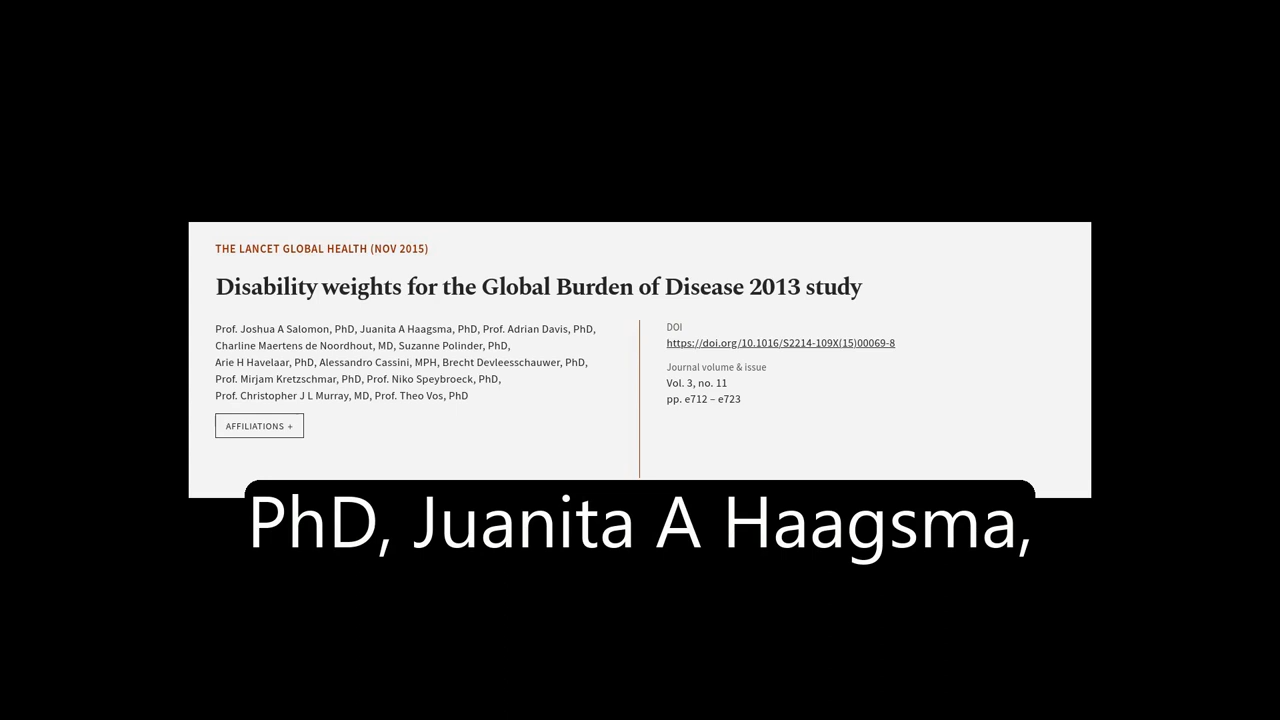 THE LANCET GLOBAL HEALTH (NOV 2015)
Disability weights for the Global Burden of Disease 2013 study
Prof. Joshua A Salomon, PhD, Juanita A Haagsma, PhD, Prof. Adrian Davis, PhD,
Charline Maertens de Noordhout, MD, Suzanne Polinder, PhD,
Arie H Havelaar, PhD, Alessandro Cassini, MPH, Brecht Devleesschauwer, PhD,
Prof. Mirjam Kretzschmar, PhD, Prof. Niko Speybroeck, PhD,
Prof. Christopher J L Murray, MD, Prof. Theo Vos, PhD
AFFILIATIONS +
DOI
https://doi.org/10.1016/S2214-109X(15)00069-8
Journal volume & issue
Vol. 3, no. 11
pp. e712 – e723
PhD, Juanita A Haagsma,